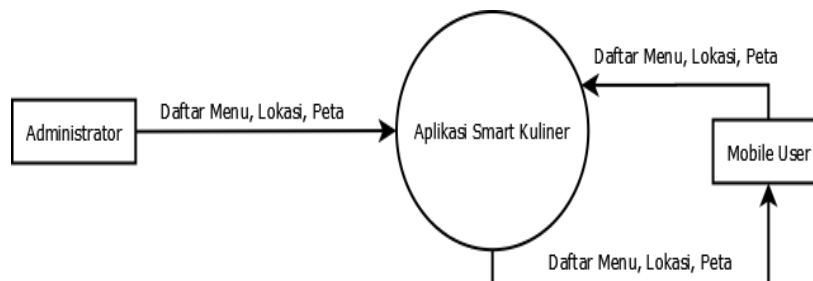 Daftar Menu, Lokasi, Peta
Daftar Menu, Lokasi, Peta
Administrator
Aplikasi Smart Kuliner
Mobile User
Daftar Menu, Lokasi, Peta